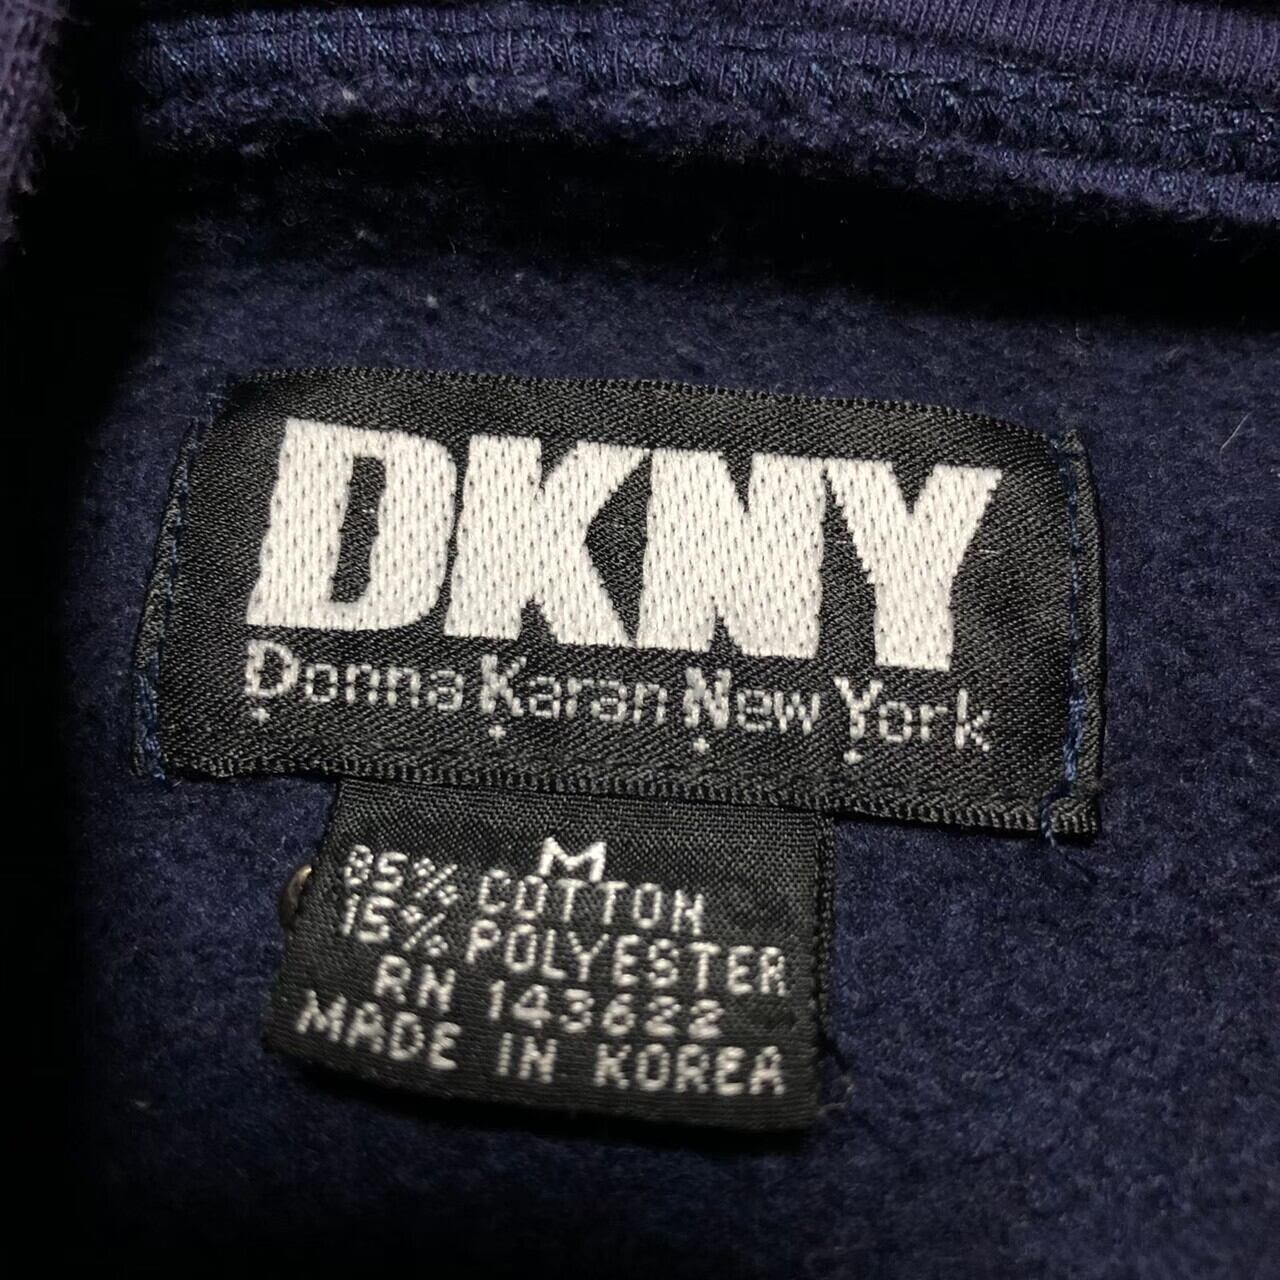 DKNY
Donna Karan New York
M
85% COTTON
15% POLYESTER
RN 143622
MADE IN KOREA